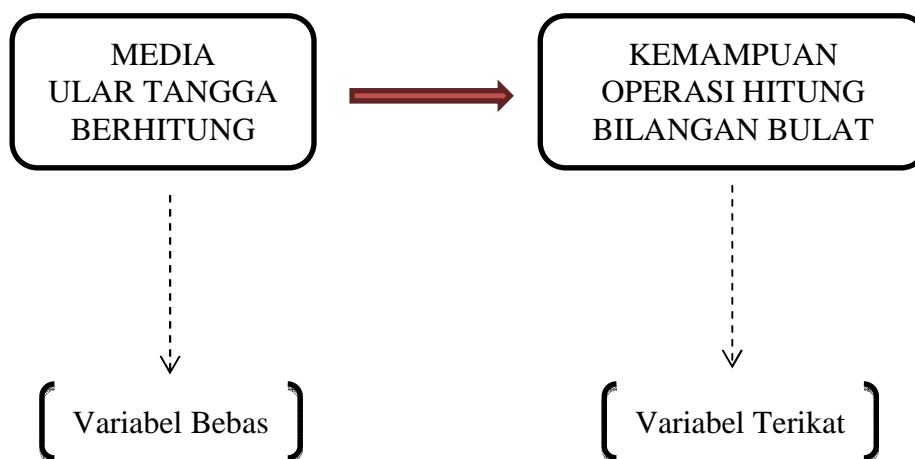 MEDIA
ULAR TANGGA
BERHITUNG
KEMAMPUAN
OPERASI HITUNG
BILANGAN BULAT
Variabel Bebas
Variabel Terikat